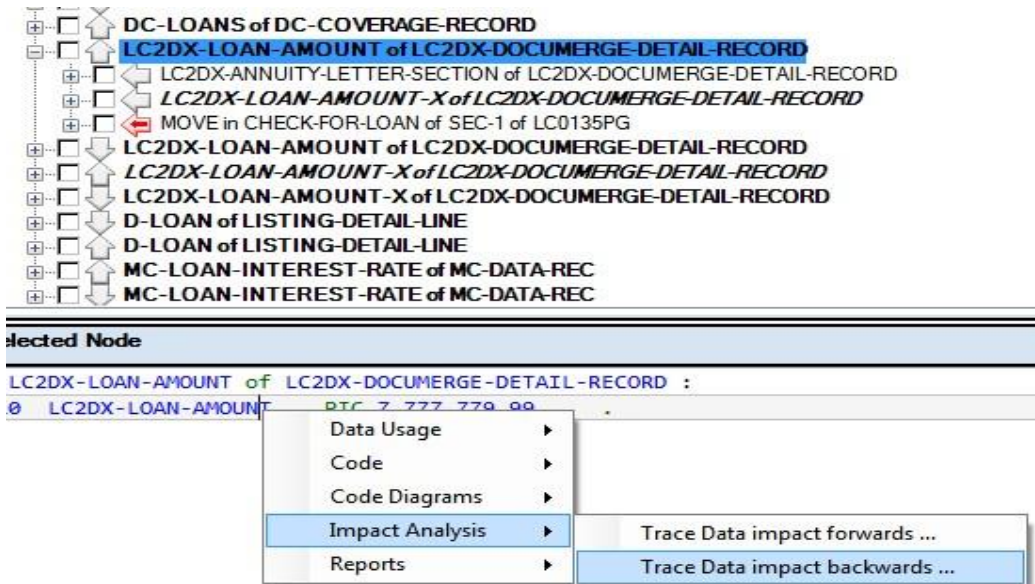 DC-LOANS of DC-COVERAGE-RECORD
LC2DX-LOAN-AMOUNT of LC2DX-DOCUMERGE-DETAIL-RECORD
LC2DX-ANNUITY-LETTER-SECTION of LC2DX-DOCUMERGE-DETAIL-RECORD
LC2DX-LOAN-AMOUNT-X of LC2DX-DOCUMERGE-DETAIL-RECORD
MOVE in CHECK-FOR-LOAN of SEC-1 of LC0135PG
LC2DX-LOAN-AMOUNT of LC2DX-DOCUMERGE-DETAIL-RECORD
LC2DX-LOAN-AMOUNT-X of LC2DX-DOCUMERGE-DETAIL-RECORD
LC2DX-LOAN-AMOUNT-X of LC2DX-DOCUMERGE-DETAIL-RECORD
D-LOAN of LISTING-DETAIL-LINE
D-LOAN of LISTING-DETAIL-LINE
MC-LOAN-INTEREST-RATE of MC-DATA-REC
MC-LOAN-INTEREST-RATE of MC-DATA-REC
elected Node
LC2DX-LOAN-AMOUNT of LC2DX-DOCUMERGE-DETAIL-RECORD :
0 LC2DX-LOAN-AMOUNT PIC .
Data Usage
Code
Code Diagrams
Impact Analysis
Trace Data impact forwards ...
Reports
Trace Data impact backwards ...